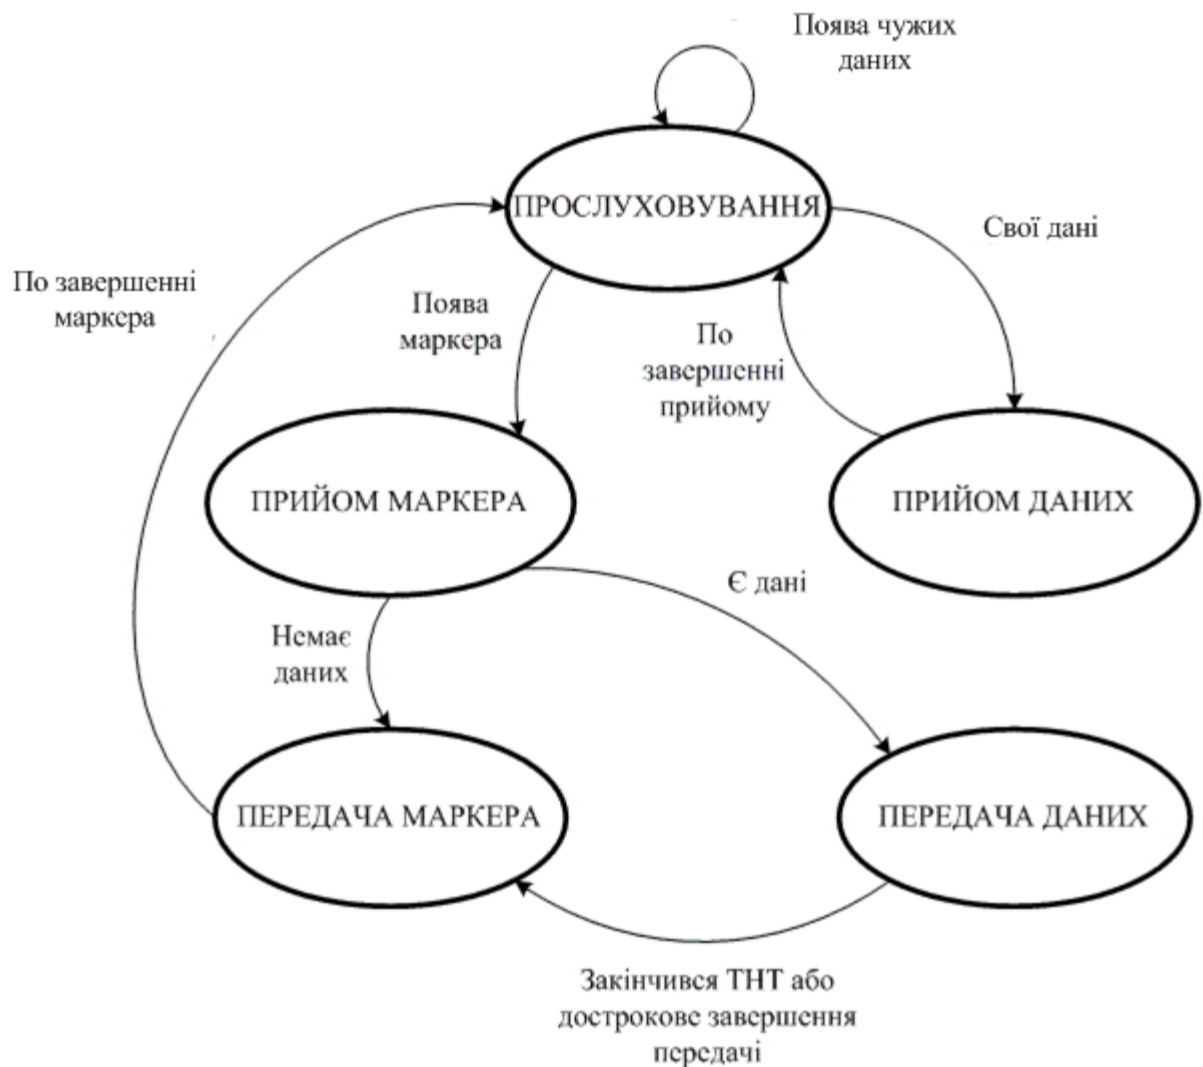 Поява чужих
даних
ПРОСЛУХОВУВАННЯ
Свої дані
По завершенні
маркера
Поява
маркера
По
завершенні
прийому
ПРИЙОМ МАРКЕРА
ПРИЙОМ ДАНИХ
Є дані
Немає
даних
ПЕРЕДАЧА МАРКЕРА
ПЕРЕДАЧА ДАНИХ
Закінчився ТНТ або
дострокове завершення
передачі